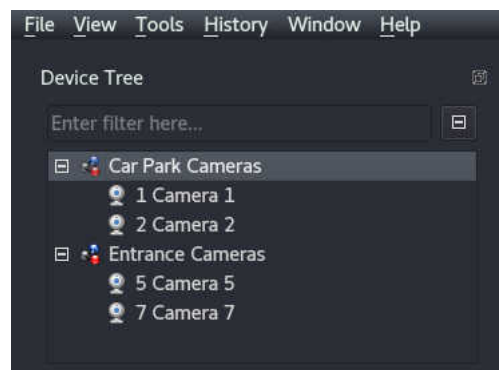 File View Tools History Window Help
Device Tree
Enter filter here...
Car Park Cameras
1 Camera 1
2 Camera 2
Entrance Cameras
5 Camera 5
7 Camera 7